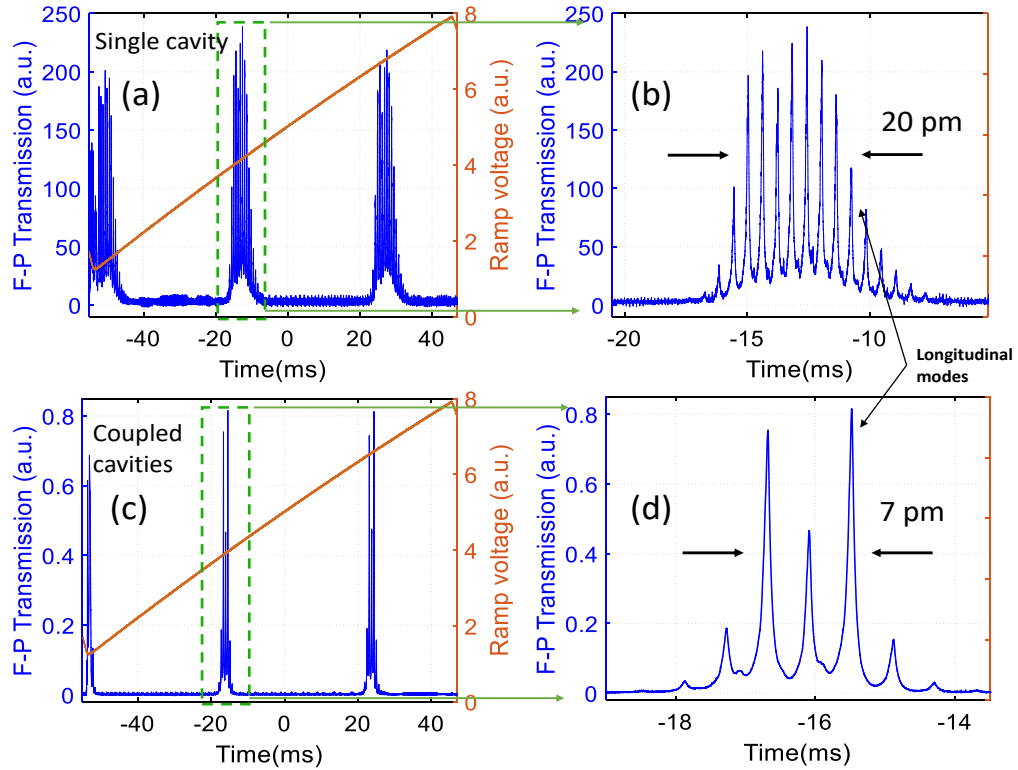 Single cavity
(a)
250
200
150
100
50
0
F-P Transmission (a.u.)
8
6
4
2
0
Ramp voltage (a.u.)
-40
-20
0
20
40
Time(ms)
(b)
20 pm
250
200
150
100
50
0
F-P Transmission (a.u.)
-20
-15
-10
Time(ms)
Longitudinal
modes
Coupled
cavities
(c)
0.8
0.6
0.4
0.2
0
F-P Transmission (a.u.)
8
6
4
2
0
Ramp voltage (a.u.)
-40
-20
0
20
40
Time(ms)
(d)
7 pm
0.8
0.6
0.4
0.2
0
F-P Transmission (a.u.)
-18
-16
-14
Time(ms)